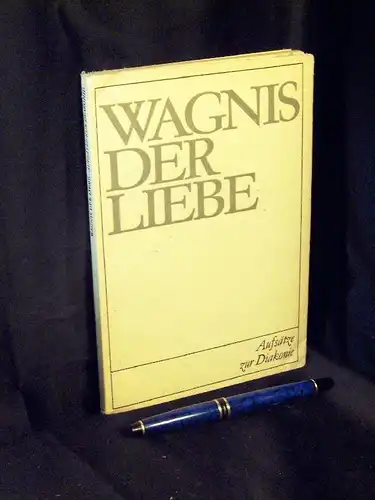 WAGNIS
DER
LIEBE
Aufsätze
zur Diakonie